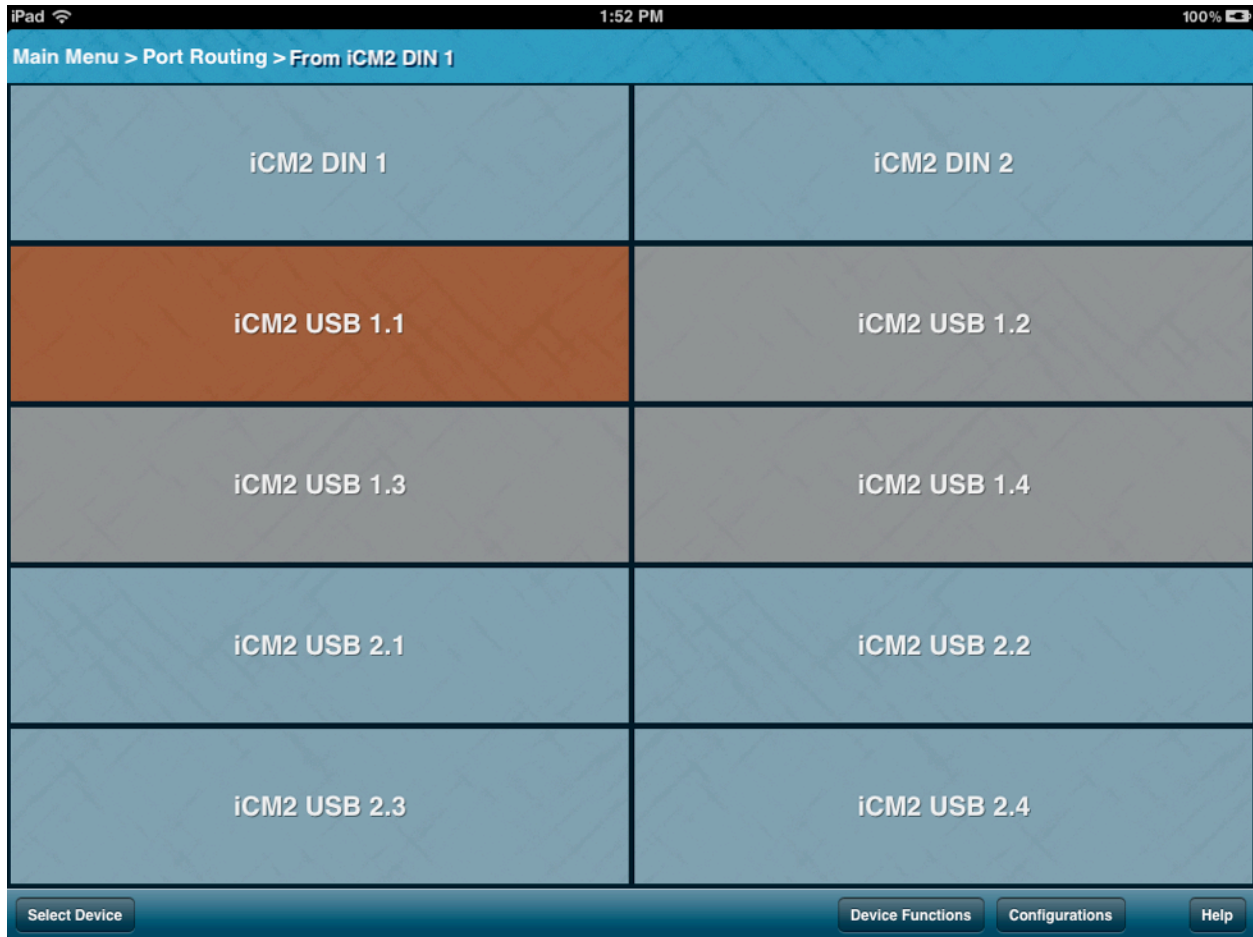 iPad 1:52 PM 100%
Main Menu > Port Routing > From iCM2 DIN 1
iCM2 DIN 1 iCM2 DIN 2
iCM2 USB 1.1 iCM2 USB 1.2
iCM2 USB 1.3 iCM2 USB 1.4
iCM2 USB 2.1 iCM2 USB 2.2
iCM2 USB 2.3 iCM2 USB 2.4
Select Device Device Functions Configurations Help